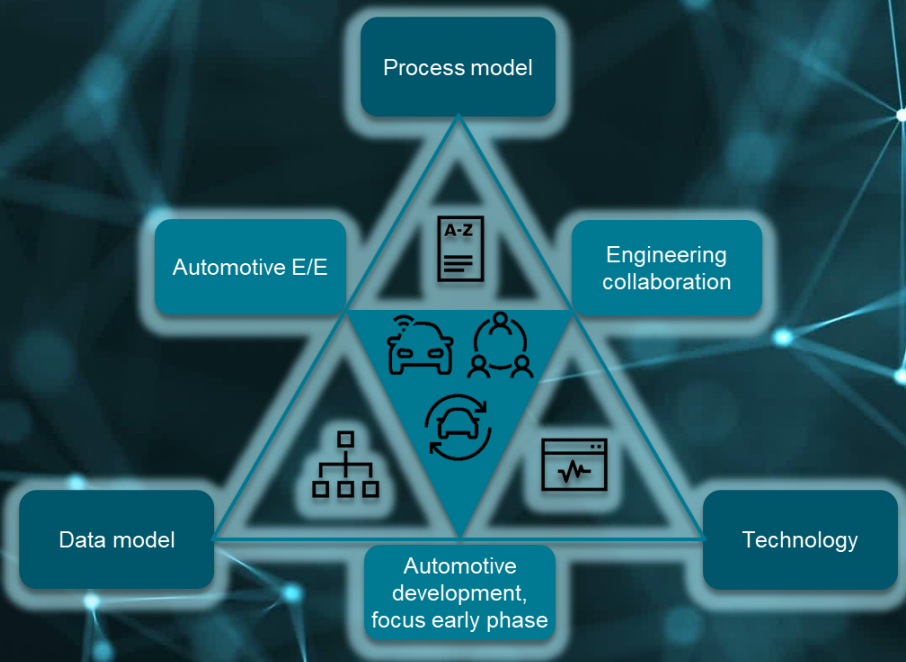 Process model
A-Z
Automotive E/E
Engineering
collaboration
Data model
Automotive
development,
focus early phase
Technology